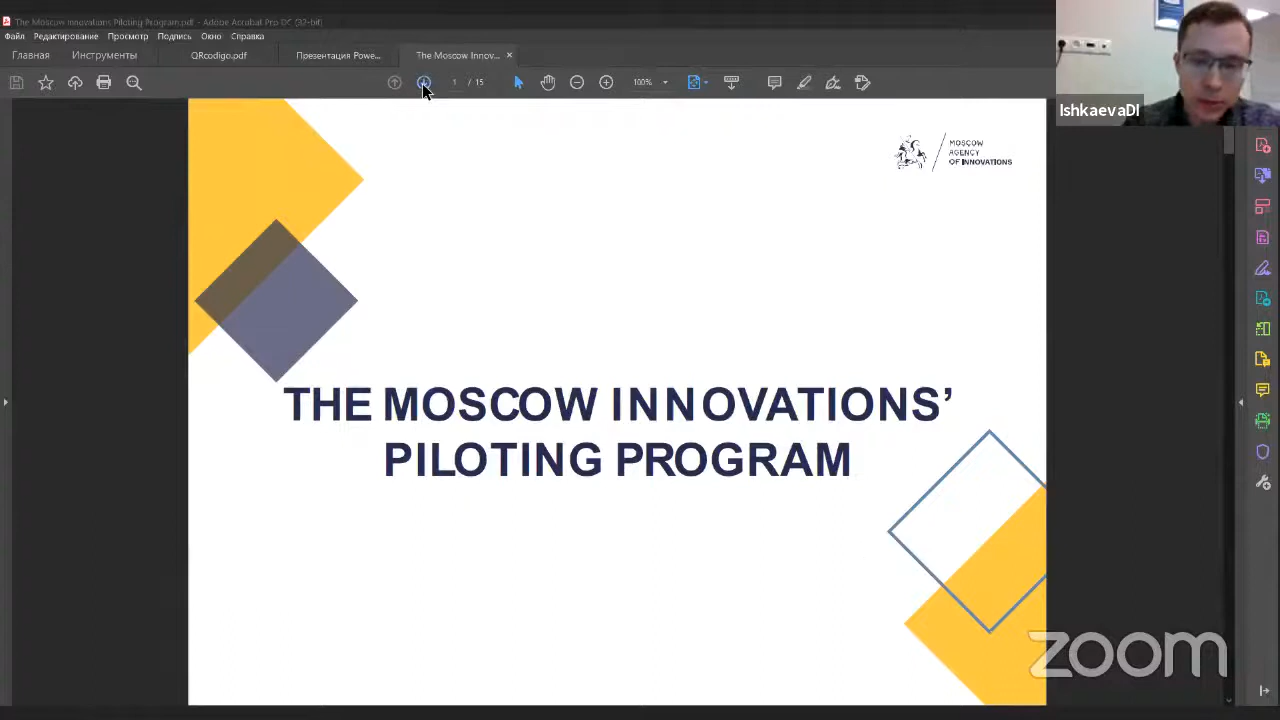 The Moscow Innovations Piloting Program.pdf - Adobe Acrobat Pro DC (32-bit)
Файл Редактирование Просмотр Подпись Окно Справка
Главная Инструменты QRcodigo.pdf Презентация Powe... The Moscow Innov... ×
1 / 15 100%
IshkaevaDI
MOSCOW
AGENCY
OF INNOVATIONS
THE MOSCOW INNOVATIONS’
PILOTING PROGRAM
zoom